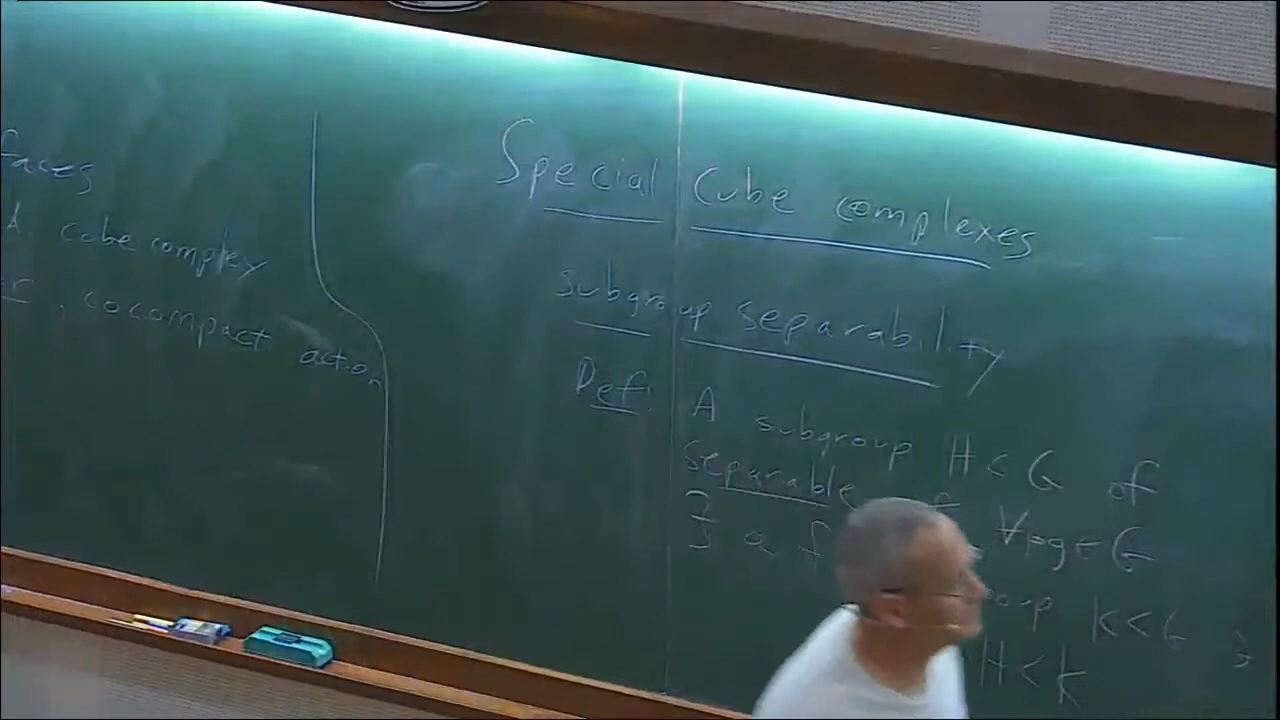 faces
cube complex
, cocompact action
Special Cube complexes
Subgroup separability
Def: A subgroup H < G of
separable
∃ a f ∀ g ∈ G
K < G
H < K